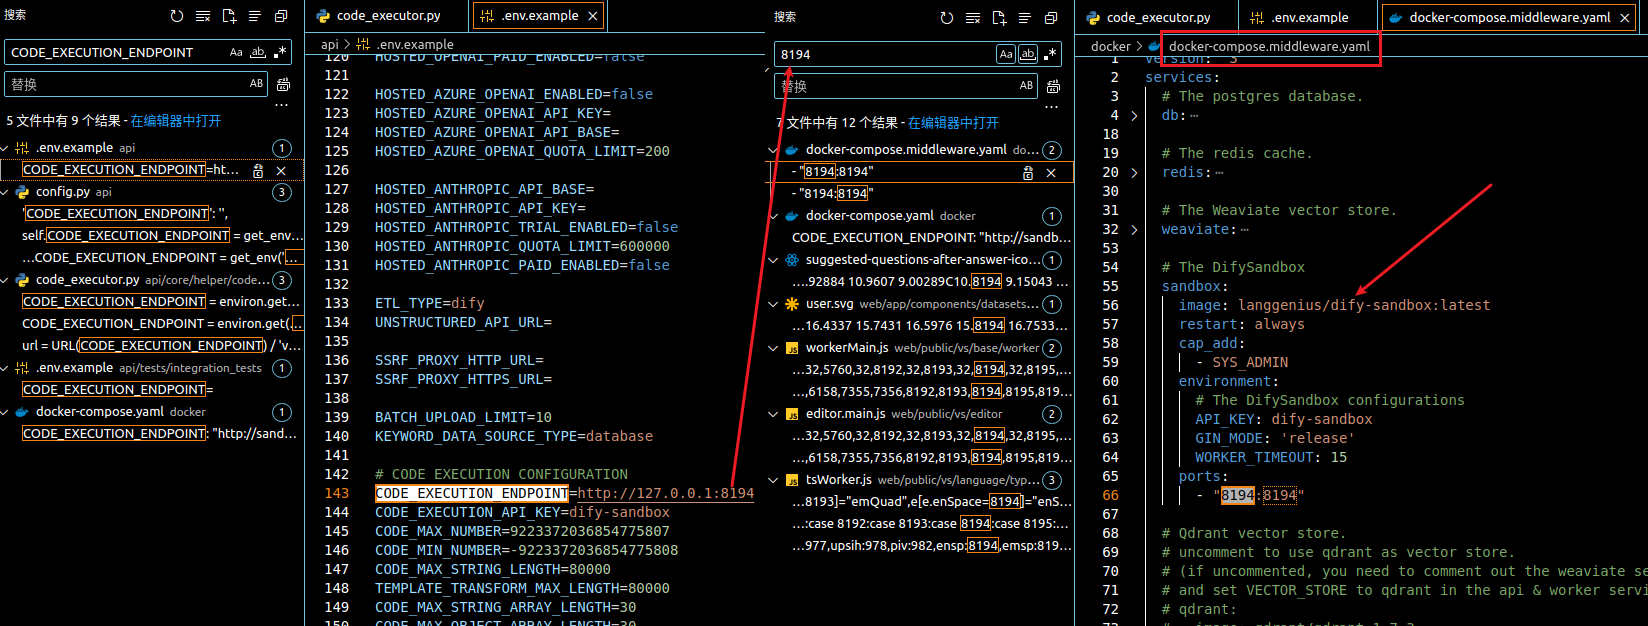 搜索
CODE_EXECUTION_ENDPOINT
Aa ab .*
替换
AB
...
5 文件中有 9 个结果 - 在编辑器中打开
.env.example api 1
CODE_EXECUTION_ENDPOINT=ht...
config.py api 3
'CODE_EXECUTION_ENDPOINT': '',
self.CODE_EXECUTION_ENDPOINT = get_env...
...CODE_EXECUTION_ENDPOINT = get_env('...
code_executor.py api/core/helper/code... 3
CODE_EXECUTION_ENDPOINT = environ.get...
CODE_EXECUTION_ENDPOINT = environ.get(...
url = URL(CODE_EXECUTION_ENDPOINT) / 'v...
.env.example api/tests/integration_tests 1
CODE_EXECUTION_ENDPOINT=
docker-compose.yaml docker 1
CODE_EXECUTION_ENDPOINT: "http://sand...
code_executor.py
.env.example
api > .env.example
120 HOSTED_OPENAI_PAID_ENABLED=false
121
122 HOSTED_AZURE_OPENAI_ENABLED=false
123 HOSTED_AZURE_OPENAI_API_KEY=
124 HOSTED_AZURE_OPENAI_API_BASE=
125 HOSTED_AZURE_OPENAI_QUOTA_LIMIT=200
126
127 HOSTED_ANTHROPIC_API_BASE=
128 HOSTED_ANTHROPIC_API_KEY=
129 HOSTED_ANTHROPIC_TRIAL_ENABLED=false
130 HOSTED_ANTHROPIC_QUOTA_LIMIT=600000
131 HOSTED_ANTHROPIC_PAID_ENABLED=false
132
133 ETL_TYPE=dify
134 UNSTRUCTURED_API_URL=
135
136 SSRF_PROXY_HTTP_URL=
137 SSRF_PROXY_HTTPS_URL=
138
139 BATCH_UPLOAD_LIMIT=10
140 KEYWORD_DATA_SOURCE_TYPE=database
141
142 # CODE EXECUTION CONFIGURATION
143 CODE_EXECUTION_ENDPOINT=http://127.0.0.1:8194
144 CODE_EXECUTION_API_KEY=dify-sandbox
145 CODE_MAX_NUMBER=9223372036854775807
146 CODE_MIN_NUMBER=-9223372036854775808
147 CODE_MAX_STRING_LENGTH=80000
148 TEMPLATE_TRANSFORM_MAX_LENGTH=80000
149 CODE_MAX_STRING_ARRAY_LENGTH=30
150 CODE_MAX_OBJECT_ARRAY_LENGTH=30
搜索
8194
Aa ab .*
替换
AB
...
7 文件中有 12 个结果 - 在编辑器中打开
docker-compose.middleware.yaml do... 2
- "8194:8194"
- "8194:8194"
docker-compose.yaml docker 1
CODE_EXECUTION_ENDPOINT: "http://sandb...
suggested-questions-after-answer-ico... 1
...92884 10.9607 9.00289C10.8194 9.15043 ...
user.svg web/app/components/datasets... 1
...16.4337 15.7431 16.5976 15.8194 16.7533...
workerMain.js web/public/vs/base/worker 2
...32,5760,32,8192,32,8193,32,8194,32,8195,...
...,6158,7355,7356,8192,8193,8194,8195,819...
editor.main.js web/public/vs/editor 2
...32,5760,32,8192,32,8193,32,8194,32,8195,...
...,6158,7355,7356,8192,8193,8194,8195,819...
tsWorker.js web/public/vs/language/typ... 3
...8193]="emQuad",e[e.enSpace=8194]="enS...
...:case 8192:case 8193:case 8194:case 8195:...
...977,upsih:978,piv:982,ensp:8194,emsp:819...
code_executor.py
.env.example
docker-compose.middleware.yaml
docker > docker-compose.middleware.yaml
1 version: '3'
2 services:
3 # The postgres database.
4 db:...
18
19 # The redis cache.
20 redis:...
30
31 # The Weaviate vector store.
32 weaviate:...
53
54 # The DifySandbox
55 sandbox:
56 image: langgenius/dify-sandbox:latest
57 restart: always
58 cap_add:
59 - SYS_ADMIN
60 environment:
61 # The DifySandbox configurations
62 API_KEY: dify-sandbox
63 GIN_MODE: 'release'
64 WORKER_TIMEOUT: 15
65 ports:
66 - "8194:8194"
67
68 # Qdrant vector store.
69 # uncomment to use qdrant as vector store.
70 # (if uncommented, you need to comment out the weaviate se
71 # and set VECTOR_STORE to qdrant in the api & worker servi
72 # qdrant: